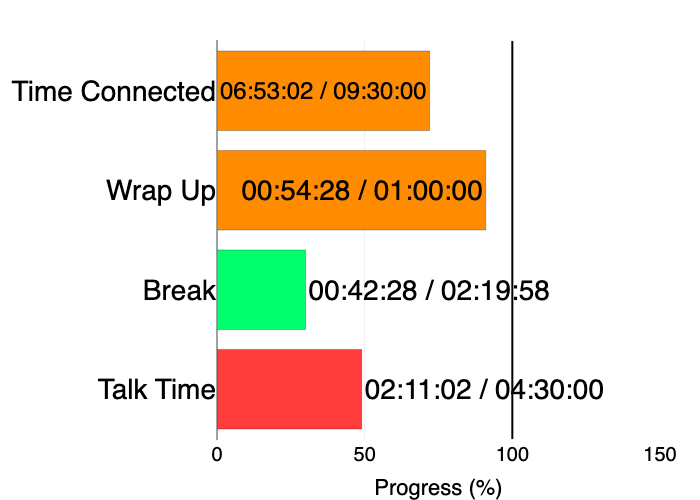 Time Connected 06:53:02 / 09:30:00
Wrap Up 00:54:28 / 01:00:00
Break 00:42:28 / 02:19:58
Talk Time 02:11:02 / 04:30:00
0 50 100 150
Progress (%)